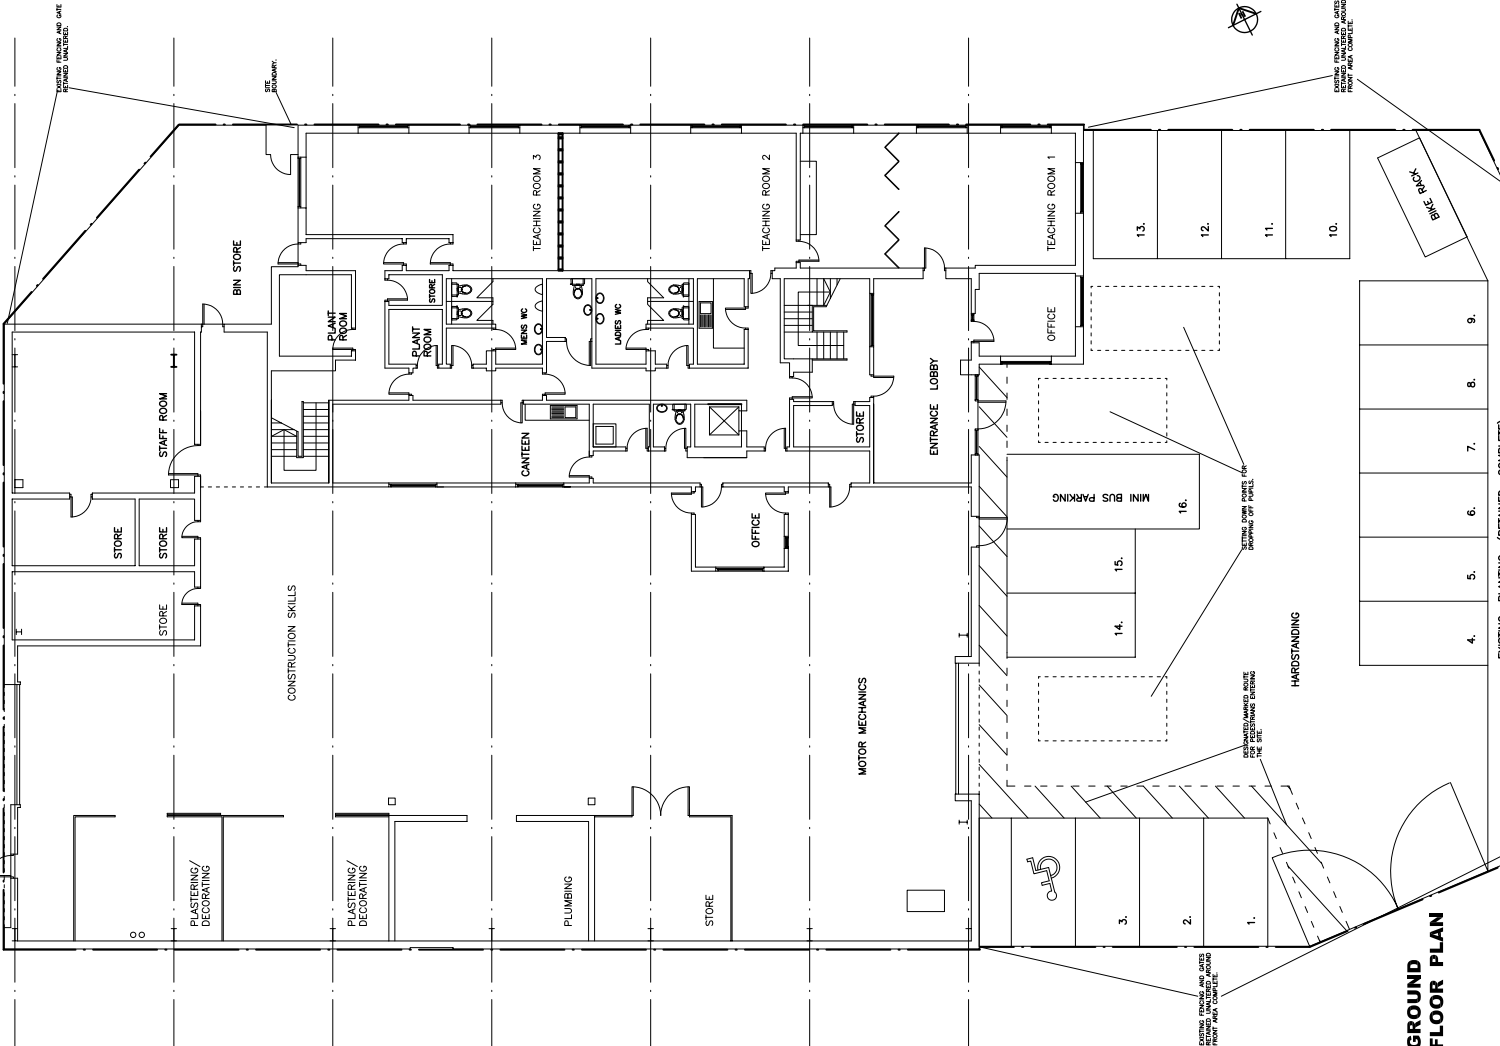 EXISTING FENCING AND GATE
RETAINED UNALTERED.
SITE
BOUNDARY.
EXISTING FENCING AND GATES
RETAINED UNALTERED AROUND
FRONT AREA COMPLETE.
BIN STORE
TEACHING ROOM 3
TEACHING ROOM 2
TEACHING ROOM 1
13.
12.
11.
10.
BIKE RACK
PLANT
ROOM
PLANT
ROOM
STORE
MENS WC
LADIES WC
OFFICE
ENTRANCE LOBBY
9.
8.
7.
6.
5.
4.
STAFF ROOM
CANTEEN
STORE
STORE
STORE
STORE
OFFICE
MINI BUS PARKING
16.
15.
14.
SETTING DOWN POINTS FOR
DROPPING OFF PUPILS.
CONSTRUCTION SKILLS
MOTOR MECHANICS
HARDSTANDING
DESIGNATED/MARKED ROUTE
FOR PEDESTRIANS ENTERING
THE SITE.
PLASTERING/
DECORATING
PLASTERING/
DECORATING
PLUMBING
STORE
3.
2.
1.
EXISTING FENCING AND GATES
RETAINED UNALTERED AROUND
FRONT AREA COMPLETE.
GROUND
FLOOR PLAN